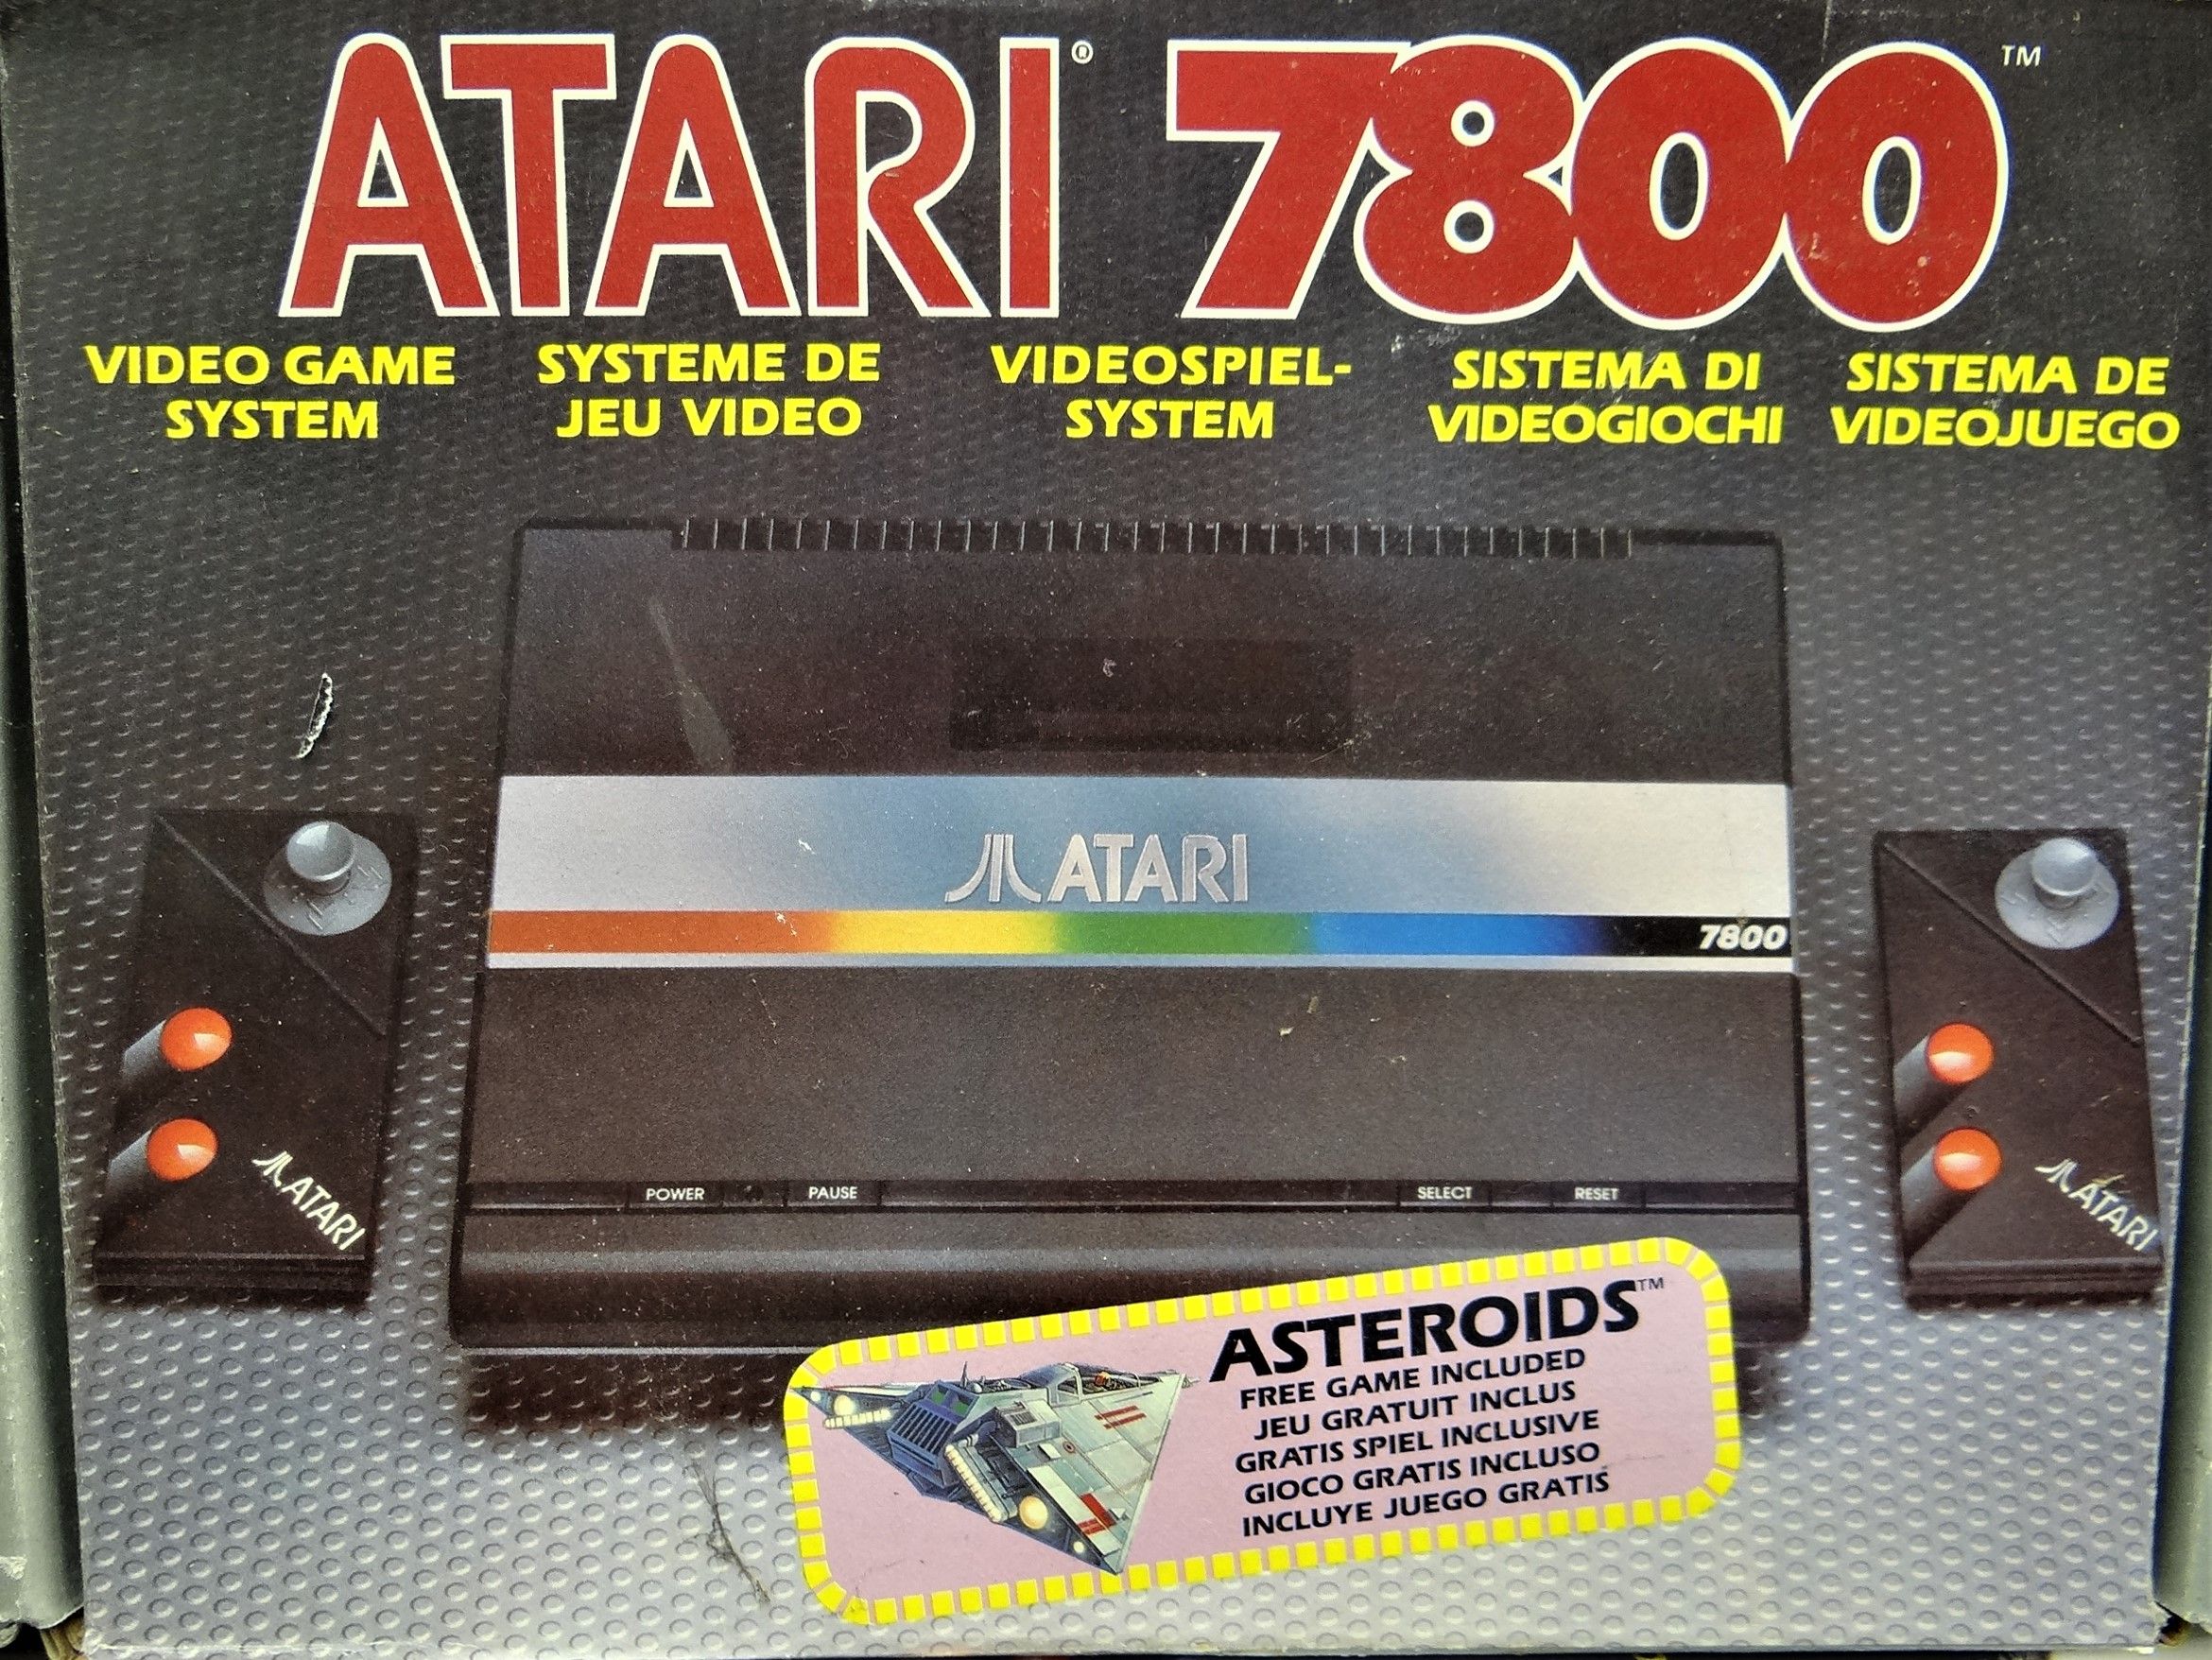 ATARI® 7800™
VIDEO GAME
SYSTEM
SYSTEME DE
JEU VIDEO
VIDEOSPIEL-
SYSTEM
SISTEMA DI
VIDEOGIOCHI
SISTEMA DE
VIDEOJUEGO
ATARI
7800
ATARI
ATARI
POWER
PAUSE
SELECT
RESET
ASTEROIDS™
FREE GAME INCLUDED
JEU GRATUIT INCLUS
GRATIS SPIEL INCLUSIVE
GIOCO GRATIS INCLUSO
INCLUYE JUEGO GRATIS